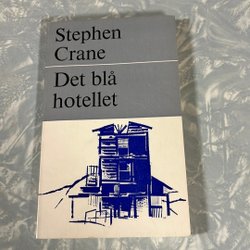 Stephen
Crane
Det blå
hotellet